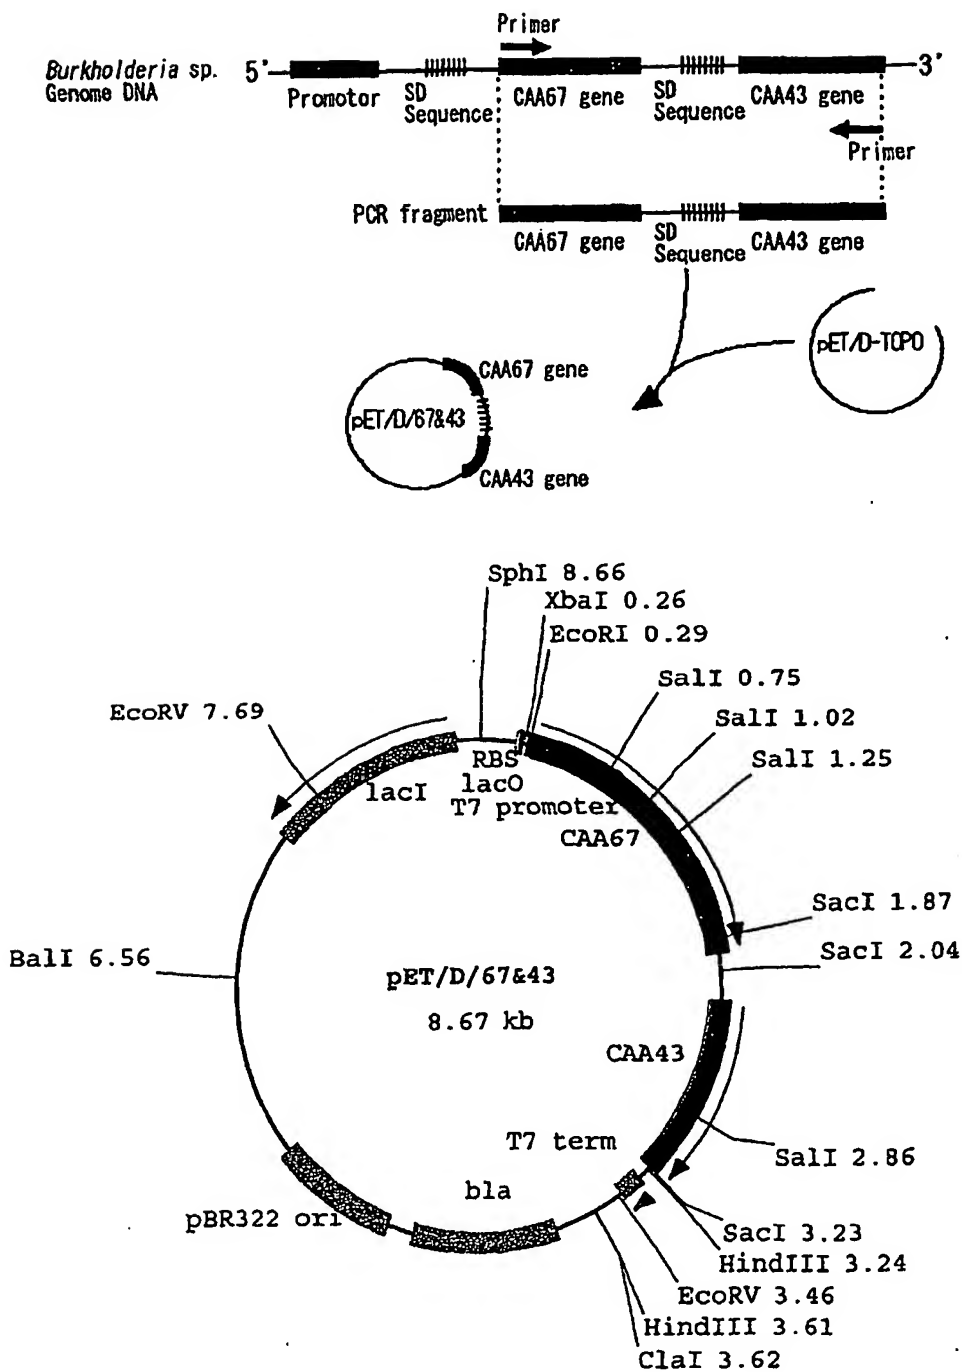 Primer
Burkholderia sp. 5' 3'
Genome DNA
Promotor SD Sequence CAA67 gene SD Sequence CAA43 gene
Primer
PCR fragment
CAA67 gene SD Sequence CAA43 gene
pET/D-TOPO
CAA67 gene
pET/D/67&43
CAA43 gene
SphI 8.66
XbaI 0.26
EcoRI 0.29
SalI 0.75
EcoRV 7.69
SalI 1.02
SalI 1.25
RBS
lacI
lacO
T7 promoter
CAA67
SacI 1.87
SacI 2.04
BalI 6.56
pET/D/67&43
8.67 kb
CAA43
T7 term
SalI 2.86
bla
pBR322 ori
SacI 3.23
HindIII 3.24
EcoRV 3.46
HindIII 3.61
ClaI 3.62